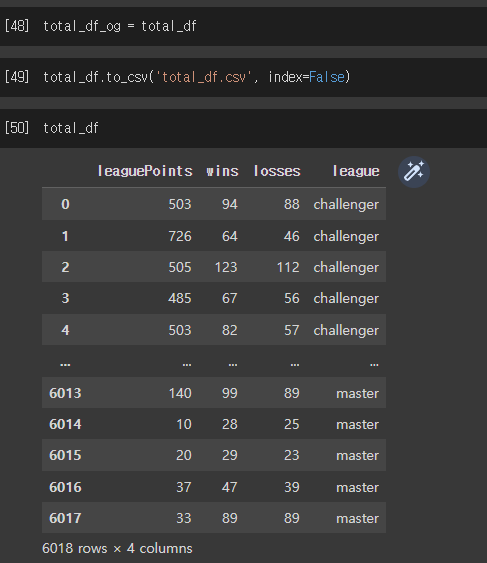 [48] total_df_og = total_df
[49] total_df.to_csv('total_df.csv', index=False)
[50] total_df
leaguePoints wins losses league
0 503 94 88 challenger
1 726 64 46 challenger
2 505 123 112 challenger
3 485 67 56 challenger
4 503 82 57 challenger
... ... ... ... ...
6013 140 99 89 master
6014 10 28 25 master
6015 20 29 23 master
6016 37 47 39 master
6017 33 89 89 master
6018 rows × 4 columns